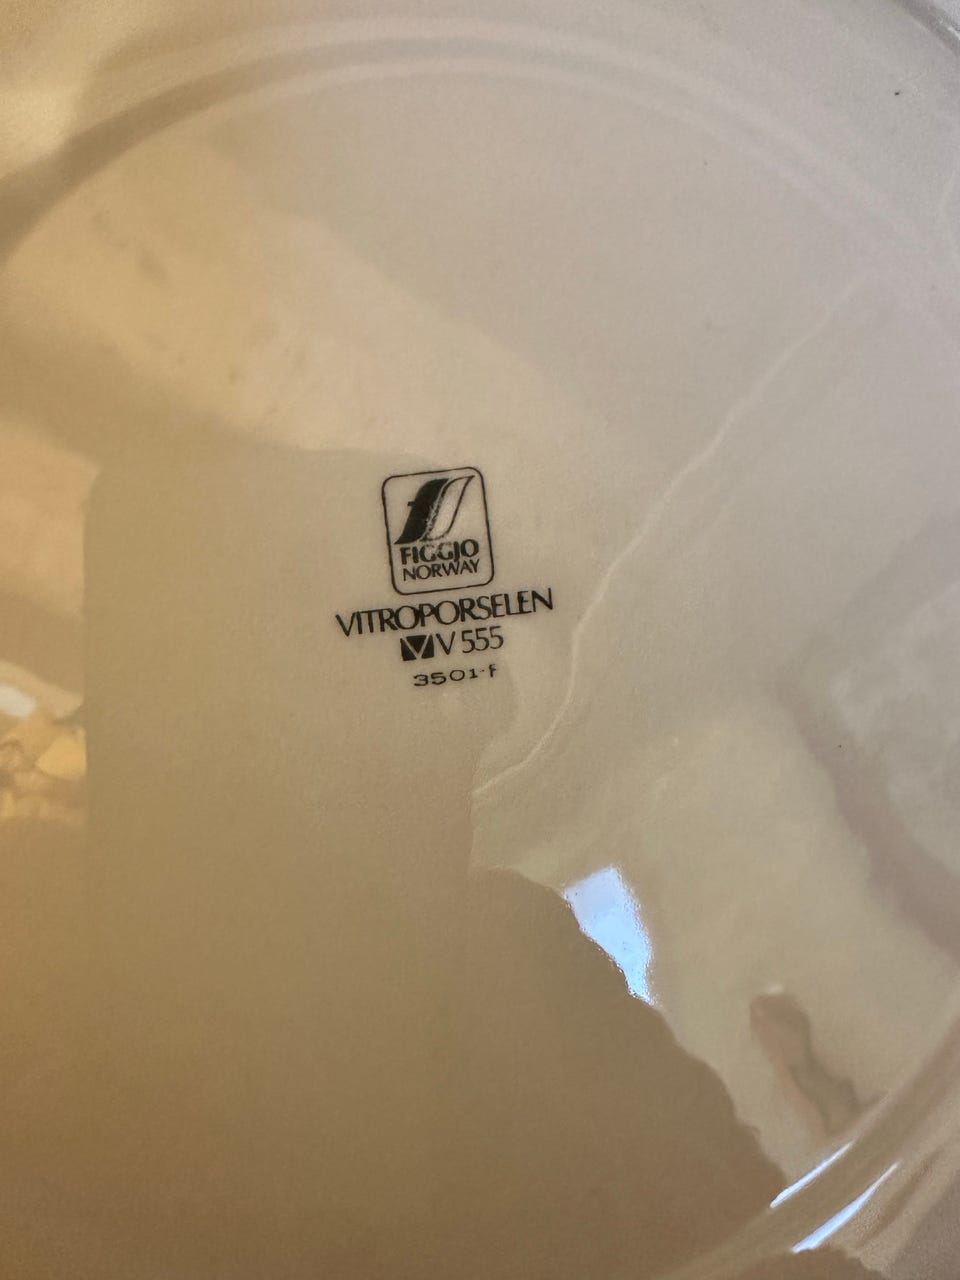 FIGGJO
NORWAY
VITROPORSELEN
V V 555
3501-F